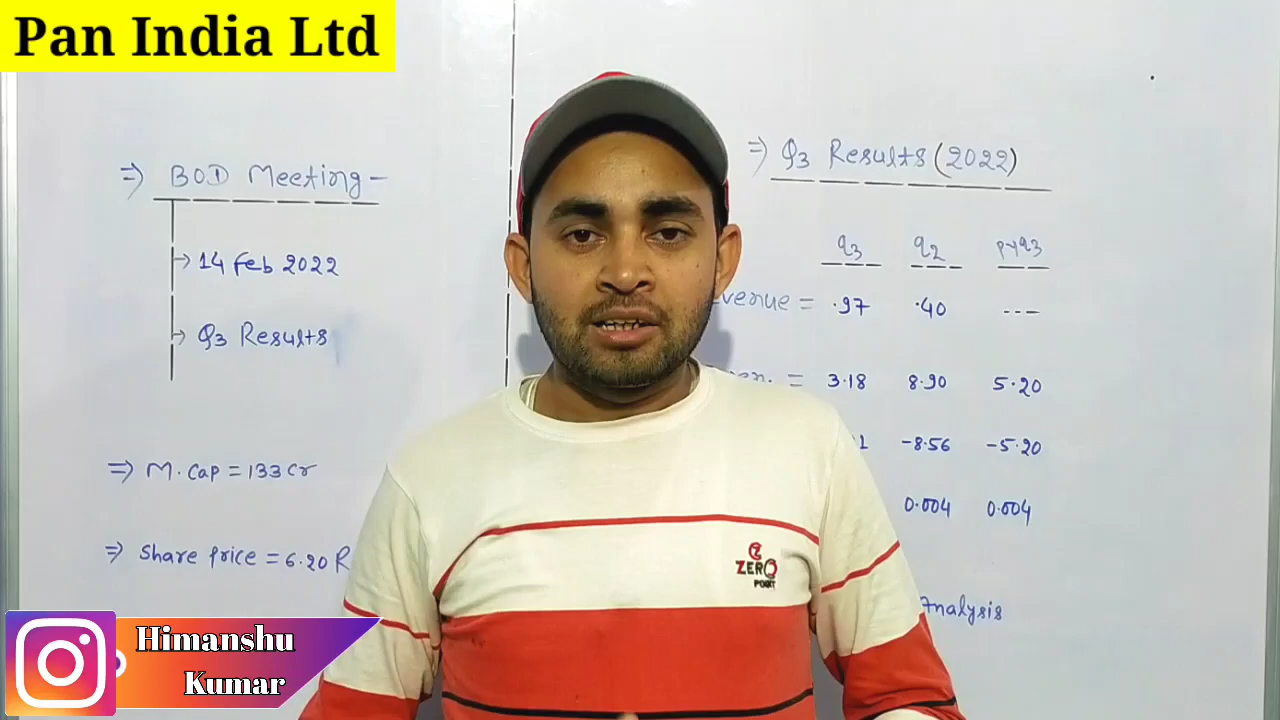 Pan India Ltd
⇒ BOD Meeting -
→ 14 Feb 2022
→ Q3 Results
⇒ M. Cap = 133 Cr
⇒ Share Price = 6.20 R
⇒ Q3 Results (2022)
Q3 Q2 PYQ3
= .97 .40 ---
= 3.18 8.90 5.20
-8.56 -5.20
0.004 0.004
Analysis
ZERO
POINT
Himanshu
Kumar